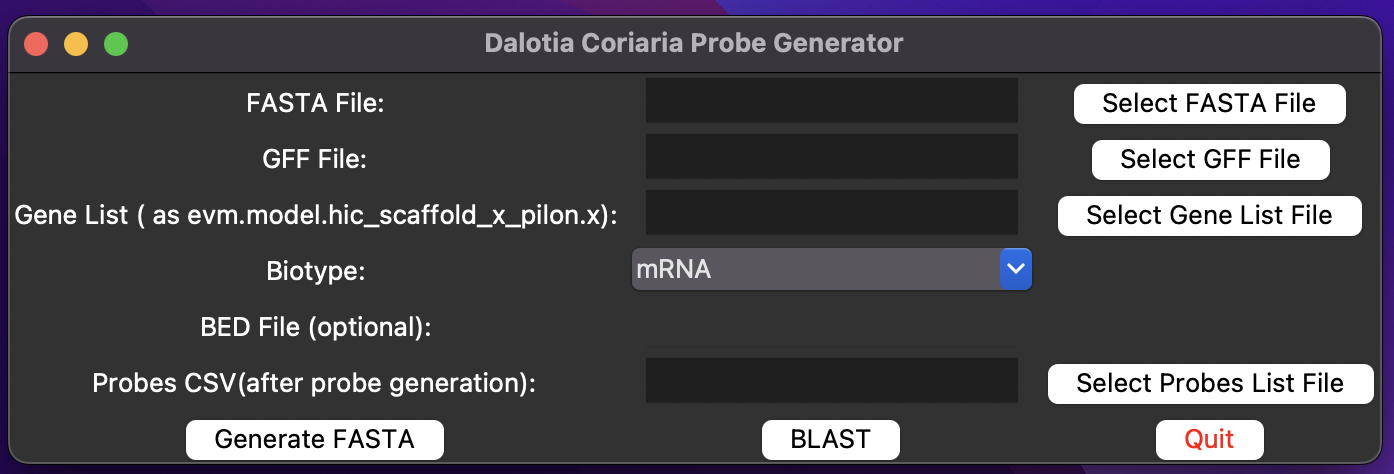 Dalotia Coriaria Probe Generator
FASTA File: Select FASTA File
GFF File: Select GFF File
Gene List ( as evm.model.hic_scaffold_x_pilon.x): Select Gene List File
Biotype: mRNA
BED File (optional):
Probes CSV(after probe generation): Select Probes List File
Generate FASTA BLAST Quit